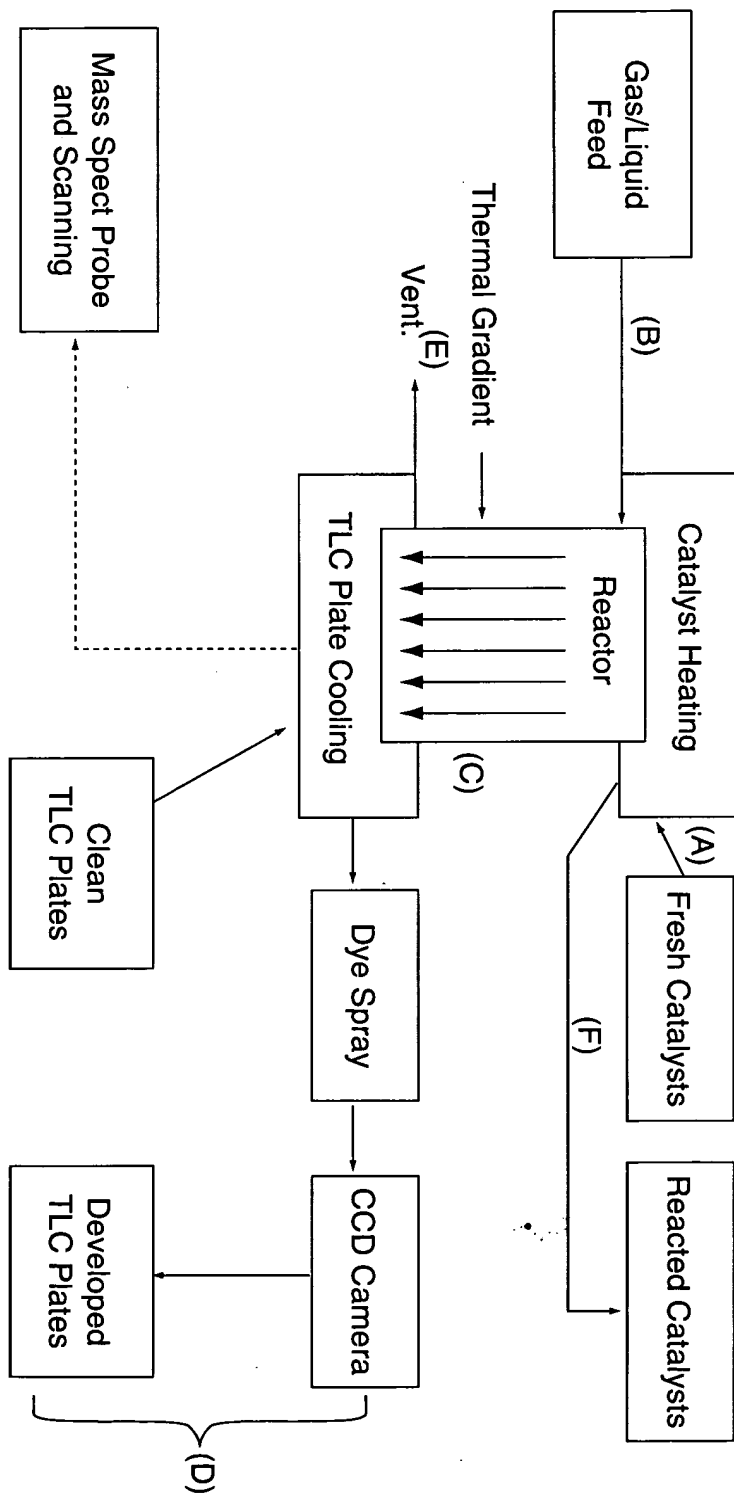 Gas/Liquid
Feed
(B)
Catalyst Heating
(A)
Fresh Catalysts
Reacted Catalysts
Thermal Gradient
Reactor
(C)
(F)
Vent.
(E)
TLC Plate Cooling
Dye Spray
CCD Camera
(D)
Mass Spect Probe
and Scanning
Clean
TLC Plates
Developed
TLC Plates